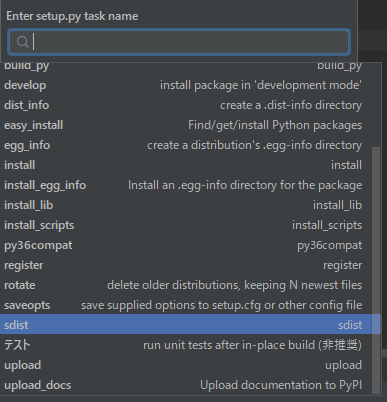 Enter setup.py task name
build_py build_py
develop install package in 'development mode'
dist_info create a .dist-info directory
easy_install Find/get/install Python packages
egg_info create a distribution's .egg-info directory
install install
install_egg_info Install an .egg-info directory for the package
install_lib install_lib
install_scripts install_scripts
py36compat py36compat
register register
rotate delete older distributions, keeping N newest files
saveopts save supplied options to setup.cfg or other config file
sdist sdist
テスト run unit tests after in-place build (非推奨)
upload upload
upload_docs Upload documentation to PyPI